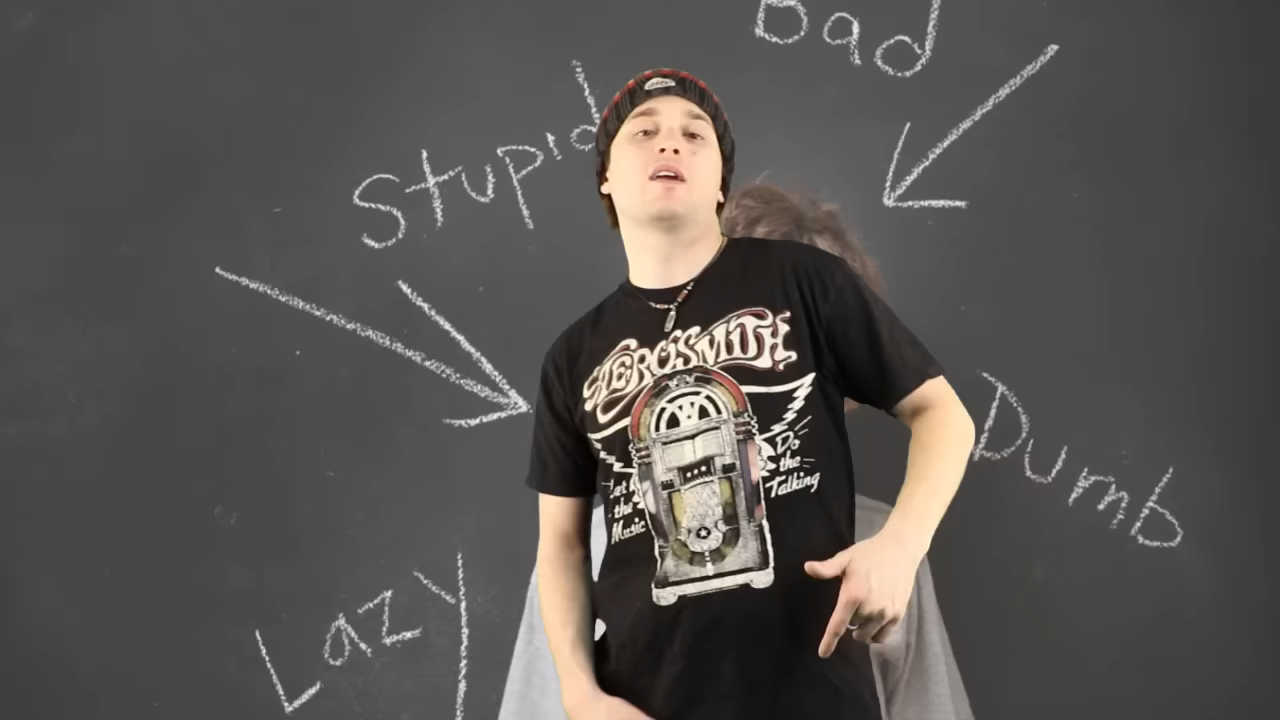 Bad
Stupid
AEROSMITH
Do
the
Talking
Let
the
Music
Dumb
Lazy